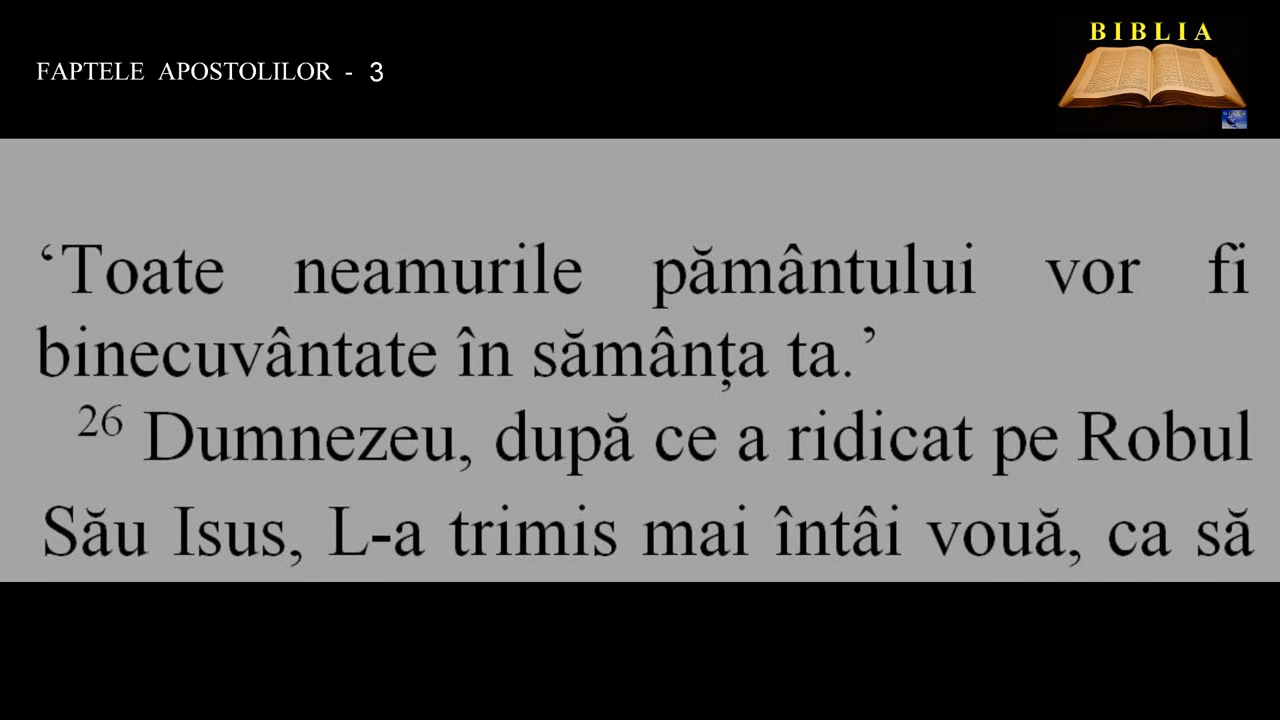 BIBLIA
FAPTELE APOSTOLILOR - 3
‘Toate neamurile pământului vor fi
binecuvântate în sămânța ta.’
26 Dumnezeu, după ce a ridicat pe Robul
Său Isus, L-a trimis mai întâi vouă, ca să